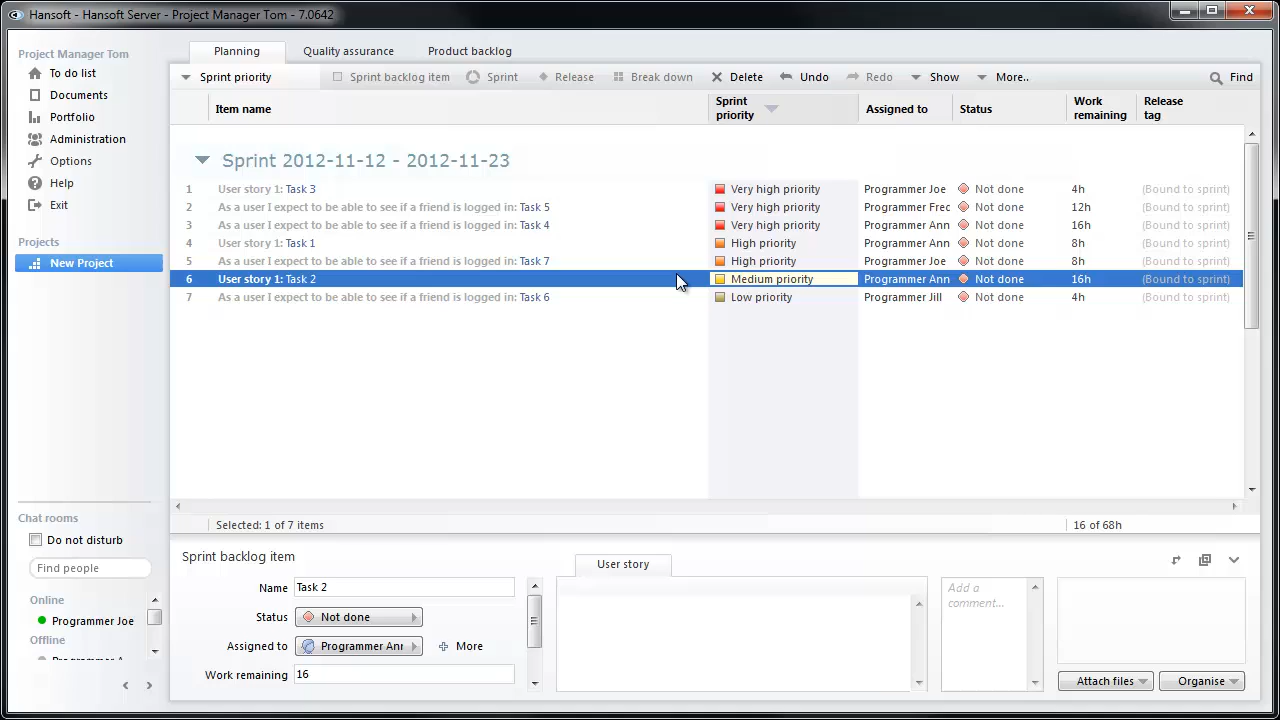 Hansoft - Hansoft Server - Project Manager Tom - 7.0642
Project Manager Tom
To do list
Documents
Portfolio
Administration
Options
Help
Exit
Projects
New Project
Planning Quality assurance Product backlog
Sprint priority Sprint backlog item Sprint Release Break down Delete Undo Redo Show More.. Find
Item name Sprint priority Assigned to Status Work remaining Release tag
Sprint 2012-11-12 - 2012-11-23
1 User story 1: Task 3 Very high priority Programmer Joe Not done 4h (Bound to sprint)
2 As a user I expect to be able to see if a friend is logged in: Task 5 Very high priority Programmer Frec Not done 12h (Bound to sprint)
3 As a user I expect to be able to see if a friend is logged in: Task 4 Very high priority Programmer Ann Not done 16h (Bound to sprint)
4 User story 1: Task 1 High priority Programmer Ann Not done 8h (Bound to sprint)
5 As a user I expect to be able to see if a friend is logged in: Task 7 High priority Programmer Joe Not done 8h (Bound to sprint)
6 User story 1: Task 2 Medium priority Programmer Ann Not done 16h (Bound to sprint)
7 As a user I expect to be able to see if a friend is logged in: Task 6 Low priority Programmer Jill Not done 4h (Bound to sprint)
Selected: 1 of 7 items 16 of 68h
Chat rooms
Do not disturb
Find people
Online
Programmer Joe
Offline
Sprint backlog item
Name Task 2
Status Not done
Assigned to Programmer Anr More
Work remaining 16
User story
Add a
comment...
Attach files Organise